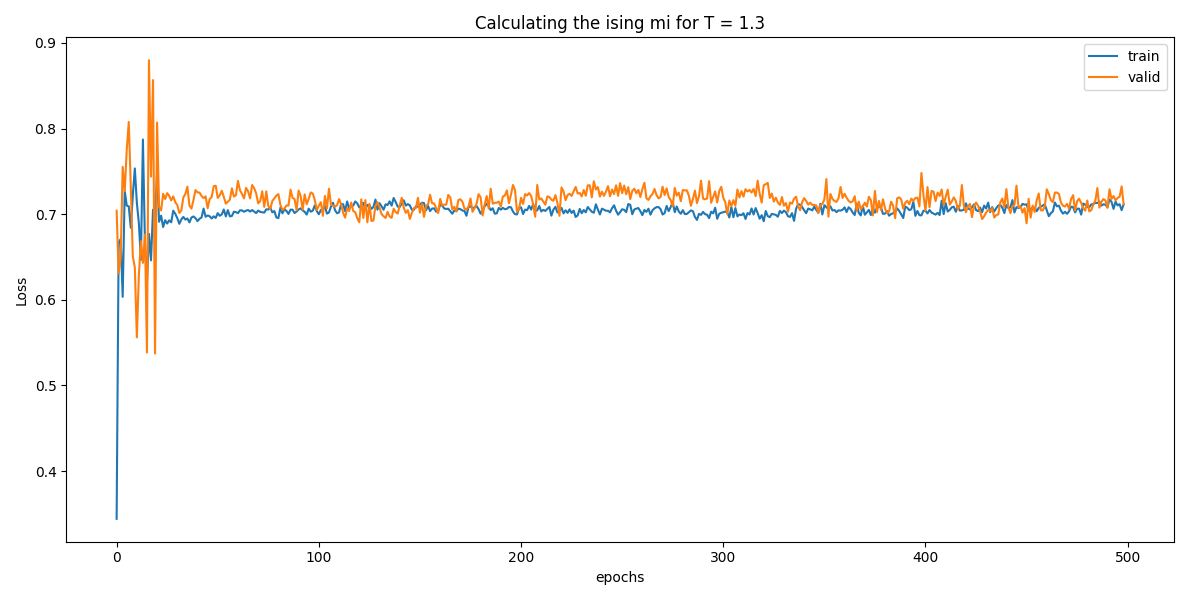 Calculating the ising mi for T = 1.3
Loss
0.9
0.8
0.7
0.6
0.5
0.4
train
valid
0
100
200
300
400
500
epochs